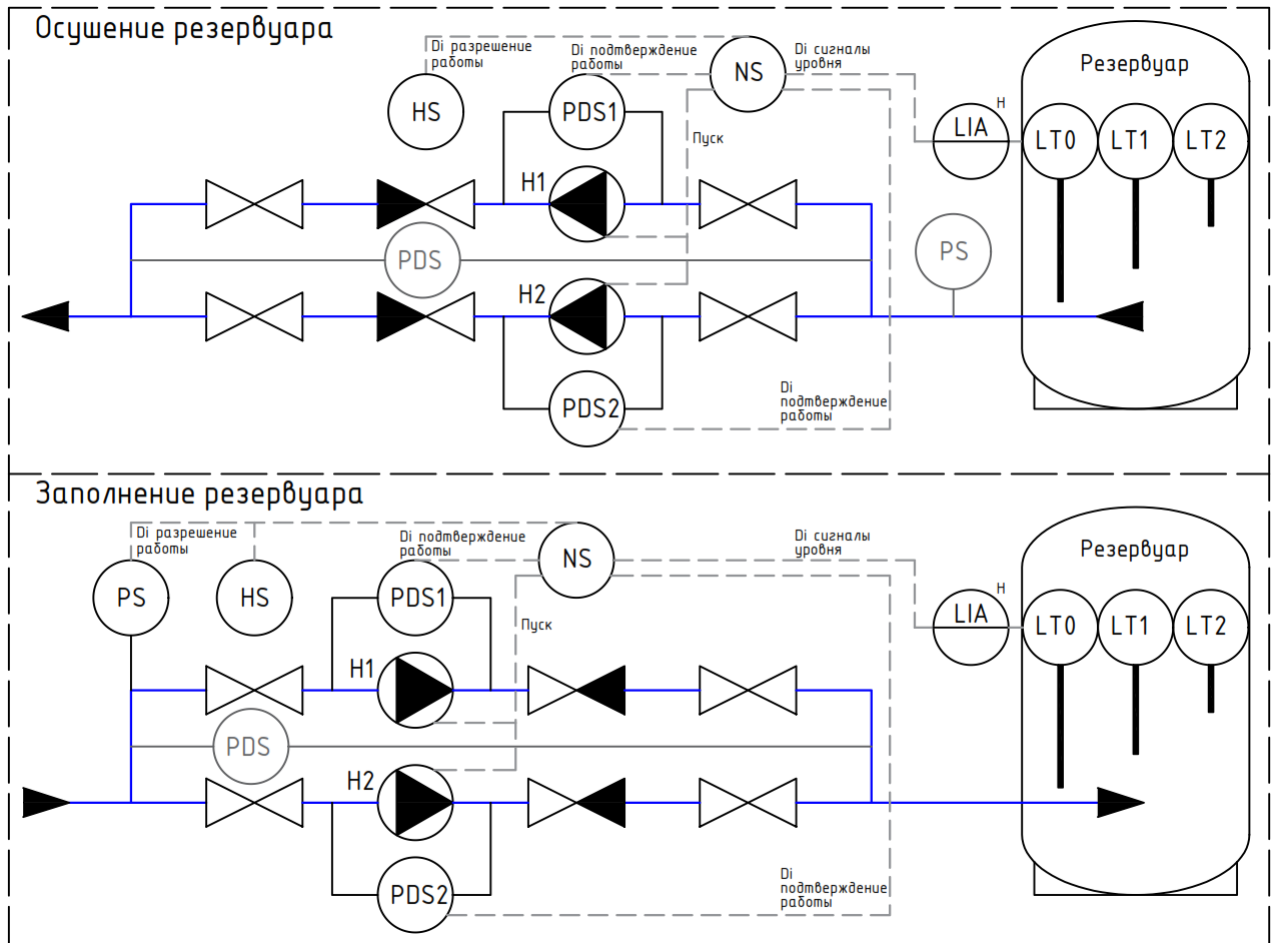 Осушение резервуара
Di разрешение
работы
Di подтверждение
работы
Di сигналы
уровня
Резервуар
HS
PDS1
NS
Пуск
LIA
H
LT0
LT1
LT2
H1
PDS
PS
H2
PDS2
Di
подтверждение
работы
Заполнение резервуара
Di разрешение
работы
Di подтверждение
работы
Di сигналы
уровня
Резервуар
PS
HS
PDS1
NS
Пуск
LIA
H
LT0
LT1
LT2
H1
PDS
H2
PDS2
Di
подтверждение
работы